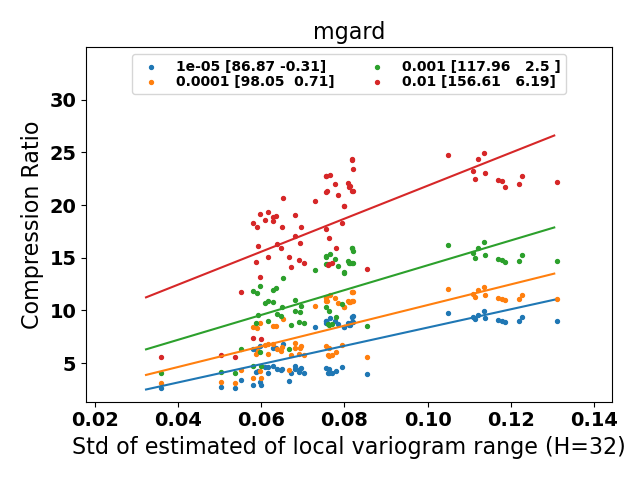 mgard
1e-05 [86.87 -0.31]
0.0001 [98.05  0.71]
0.001 [117.96   2.5 ]
0.01 [156.61   6.19]
Compression Ratio
30
25
20
15
10
5
0.02 0.04 0.06 0.08 0.10 0.12 0.14
Std of estimated of local variogram range (H=32)